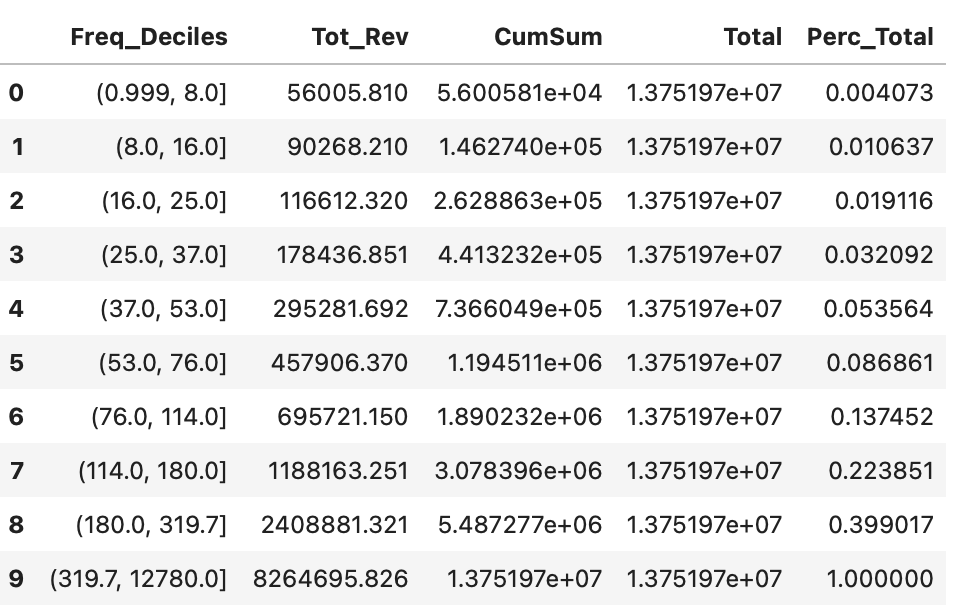 Freq_Deciles Tot_Rev CumSum Total Perc_Total
0 (0.999, 8.0] 56005.810 5.600581e+04 1.375197e+07 0.004073
1 (8.0, 16.0] 90268.210 1.462740e+05 1.375197e+07 0.010637
2 (16.0, 25.0] 116612.320 2.628863e+05 1.375197e+07 0.019116
3 (25.0, 37.0] 178436.851 4.413232e+05 1.375197e+07 0.032092
4 (37.0, 53.0] 295281.692 7.366049e+05 1.375197e+07 0.053564
5 (53.0, 76.0] 457906.370 1.194511e+06 1.375197e+07 0.086861
6 (76.0, 114.0] 695721.150 1.890232e+06 1.375197e+07 0.137452
7 (114.0, 180.0] 1188163.251 3.078396e+06 1.375197e+07 0.223851
8 (180.0, 319.7] 2408881.321 5.487277e+06 1.375197e+07 0.399017
9 (319.7, 12780.0] 8264695.826 1.375197e+07 1.375197e+07 1.000000